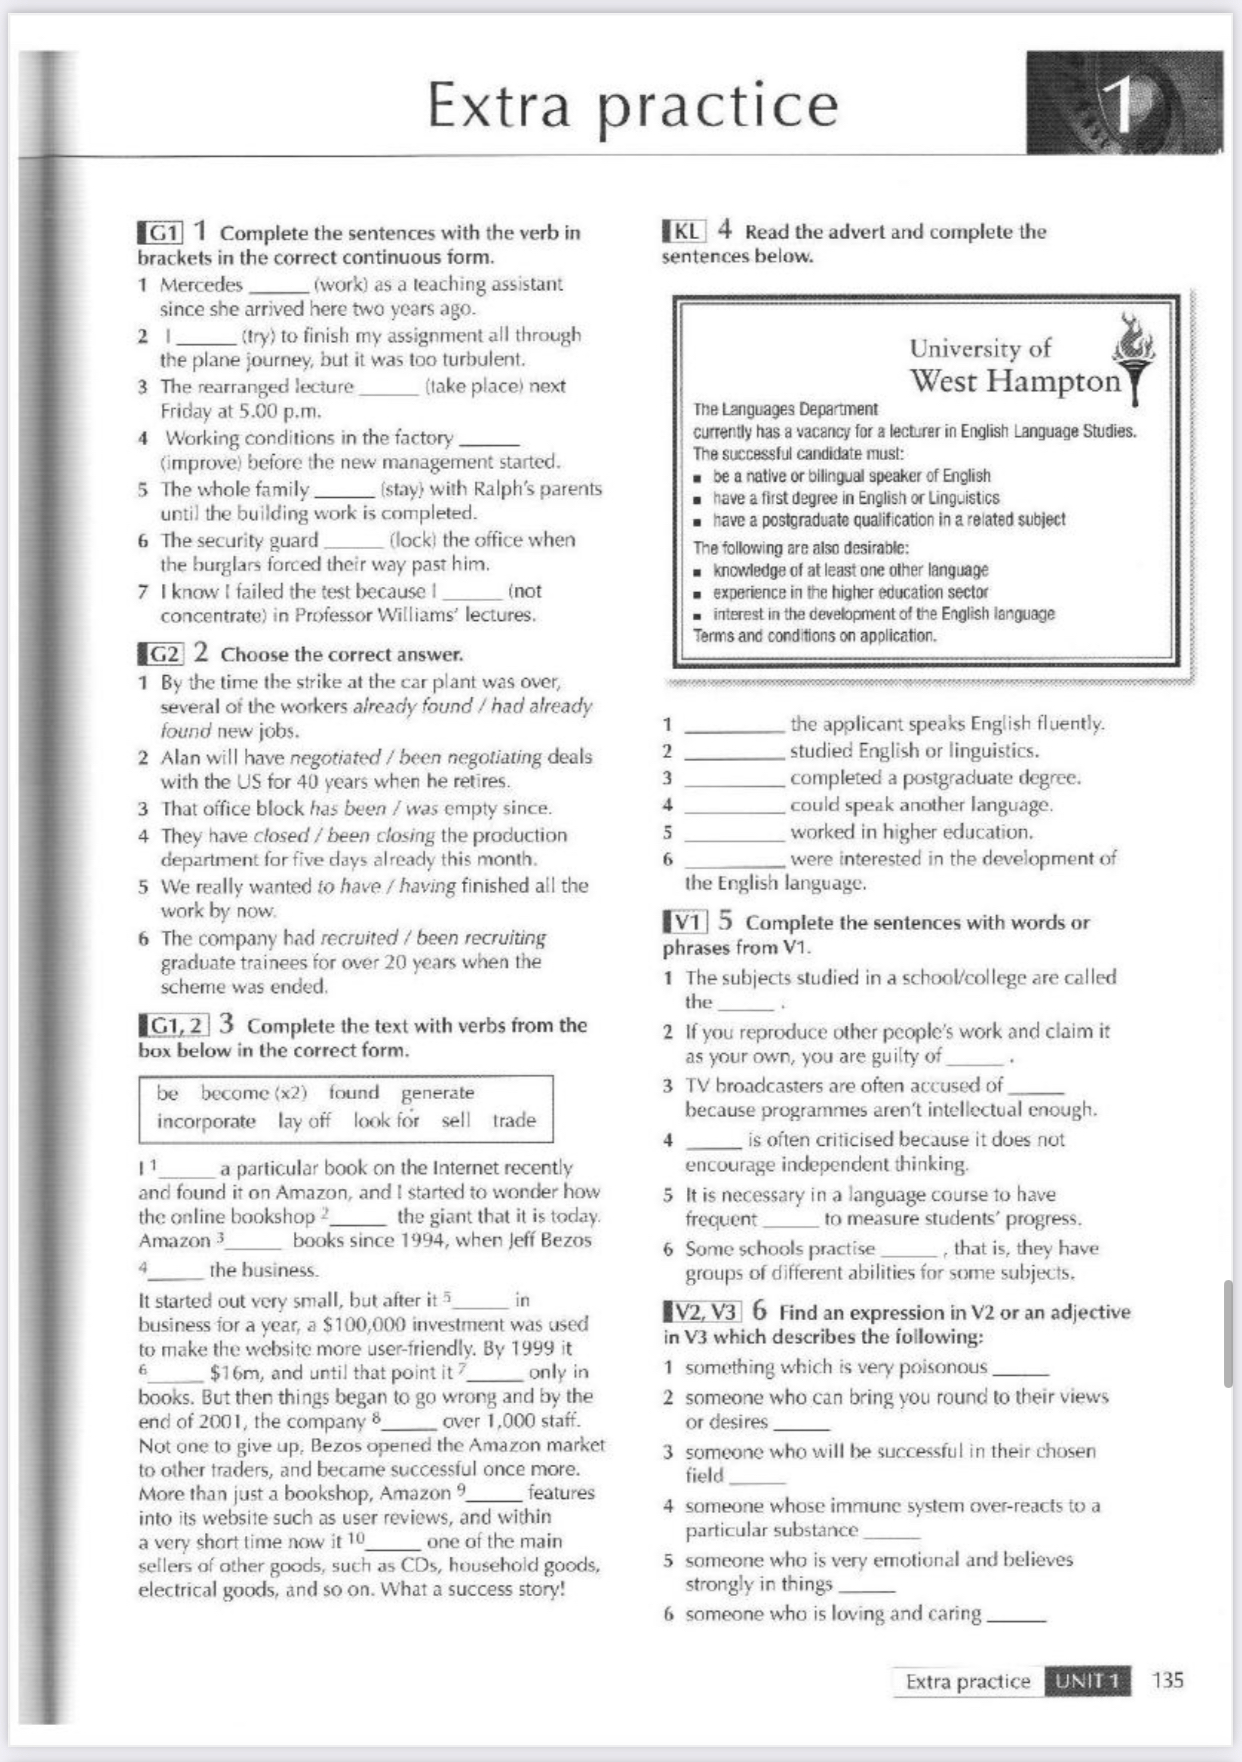 Extra practice
1
G1 1 Complete the sentences with the verb in
brackets in the correct continuous form.
1 Mercedes ______ (work) as a teaching assistant
since she arrived here two years ago.
2 I ______ (try) to finish my assignment all through
the plane journey, but it was too turbulent.
3 The rearranged lecture ______ (take place) next
Friday at 5.00 p.m.
4 Working conditions in the factory ______
(improve) before the new management started.
5 The whole family ______ (stay) with Ralph's parents
until the building work is completed.
6 The security guard ______ (lock) the office when
the burglars forced their way past him.
7 I know I failed the test because I ______ (not
concentrate) in Professor Williams' lectures.
G2 2 Choose the correct answer.
1 By the time the strike at the car plant was over,
several of the workers already found / had already
found new jobs.
2 Alan will have negotiated / been negotiating deals
with the US for 40 years when he retires.
3 That office block has been / was empty since.
4 They have closed / been closing the production
department for five days already this month.
5 We really wanted to have / having finished all the
work by now.
6 The company had recruited / been recruiting
graduate trainees for over 20 years when the
scheme was ended.
G1, 2 3 Complete the text with verbs from the
box below in the correct form.
be become (x2) found generate
incorporate lay off look for sell trade
I 1______ a particular book on the Internet recently
and found it on Amazon, and I started to wonder how
the online bookshop 2______ the giant that it is today.
Amazon 3______ books since 1994, when Jeff Bezos
4______ the business.
It started out very small, but after it 5______ in
business for a year, a $100,000 investment was used
to make the website more user-friendly. By 1999 it
6______ $16m, and until that point it 7______ only in
books. But then things began to go wrong and by the
end of 2001, the company 8______ over 1,000 staff.
Not one to give up, Bezos opened the Amazon market
to other traders, and became successful once more.
More than just a bookshop, Amazon 9______ features
into its website such as user reviews, and within
a very short time now it 10______ one of the main
sellers of other goods, such as CDs, household goods,
electrical goods, and so on. What a success story!
KL 4 Read the advert and complete the
sentences below.
University of
West Hampton
The Languages Department
currently has a vacancy for a lecturer in English Language Studies.
The successful candidate must:
▪ be a native or bilingual speaker of English
▪ have a first degree in English or Linguistics
▪ have a postgraduate qualification in a related subject
The following are also desirable:
▪ knowledge of at least one other language
▪ experience in the higher education sector
▪ interest in the development of the English language
Terms and conditions on application.
1 __________ the applicant speaks English fluently.
2 __________ studied English or linguistics.
3 __________ completed a postgraduate degree.
4 __________ could speak another language.
5 __________ worked in higher education.
6 __________ were interested in the development of
the English language.
V1 5 Complete the sentences with words or
phrases from V1.
1 The subjects studied in a school/college are called
the ______ .
2 If you reproduce other people's work and claim it
as your own, you are guilty of ______ .
3 TV broadcasters are often accused of ______
because programmes aren't intellectual enough.
4 ______ is often criticised because it does not
encourage independent thinking.
5 It is necessary in a language course to have
frequent ______ to measure students' progress.
6 Some schools practise ______ , that is, they have
groups of different abilities for some subjects.
V2, V3 6 Find an expression in V2 or an adjective
in V3 which describes the following:
1 something which is very poisonous ______
2 someone who can bring you round to their views
or desires ______
3 someone who will be successful in their chosen
field ______
4 someone whose immune system over-reacts to a
particular substance ______
5 someone who is very emotional and believes
strongly in things ______
6 someone who is loving and caring ______
Extra practice UNIT 1 135